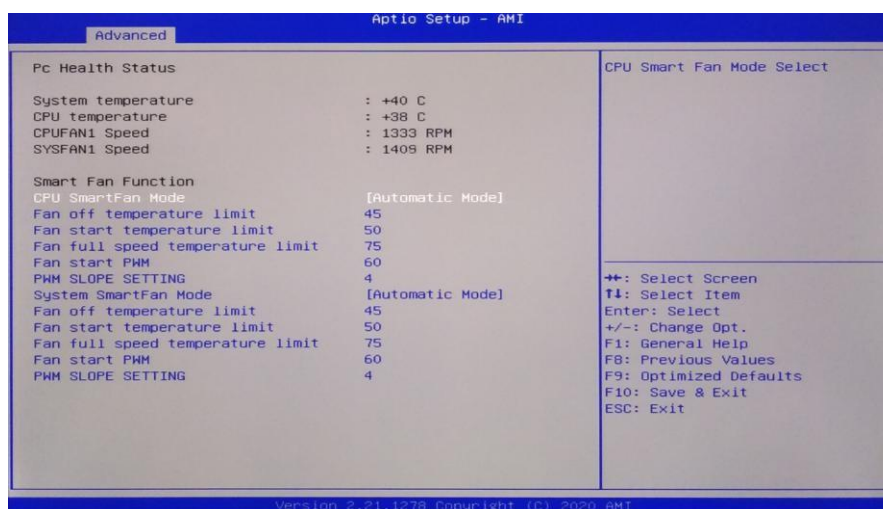 Aptio Setup - AMI
Advanced
Pc Health Status
System temperature : +40 C
CPU temperature : +38 C
CPUFAN1 Speed : 1333 RPM
SYSFAN1 Speed : 1409 RPM
Smart Fan Function
CPU SmartFan Mode [Automatic Mode]
Fan off temperature limit 45
Fan start temperature limit 50
Fan full speed temperature limit 75
Fan start PWM 60
PWM SLOPE SETTING 4
System SmartFan Mode [Automatic Mode]
Fan off temperature limit 45
Fan start temperature limit 50
Fan full speed temperature limit 75
Fan start PWM 60
PWM SLOPE SETTING 4
CPU Smart Fan Mode Select
→←: Select Screen
↑↓: Select Item
Enter: Select
+/-: Change Opt.
F1: General Help
F8: Previous Values
F9: Optimized Defaults
F10: Save & Exit
ESC: Exit
Version 2.21.1278 Copyright (C) 2020 AMI